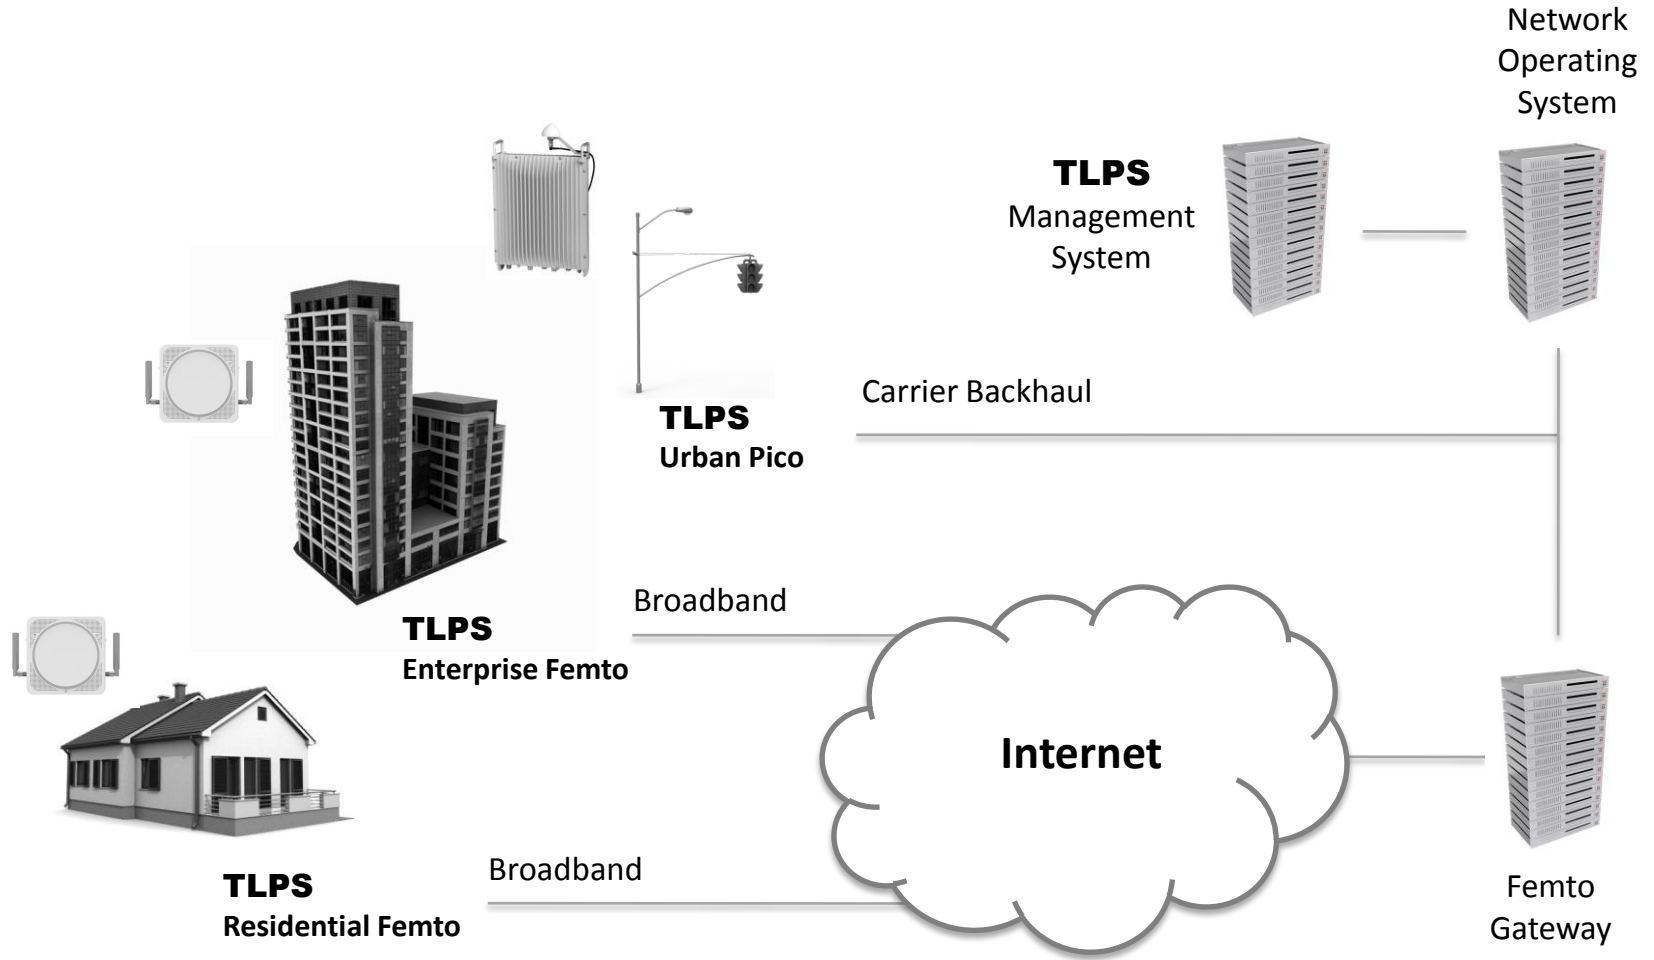 Network
Operating
System
TLPS
Management
System
Carrier Backhaul
TLPS
Urban Pico
Broadband
TLPS
Enterprise Femto
Internet
Broadband
TLPS
Residential Femto
Femto
Gateway